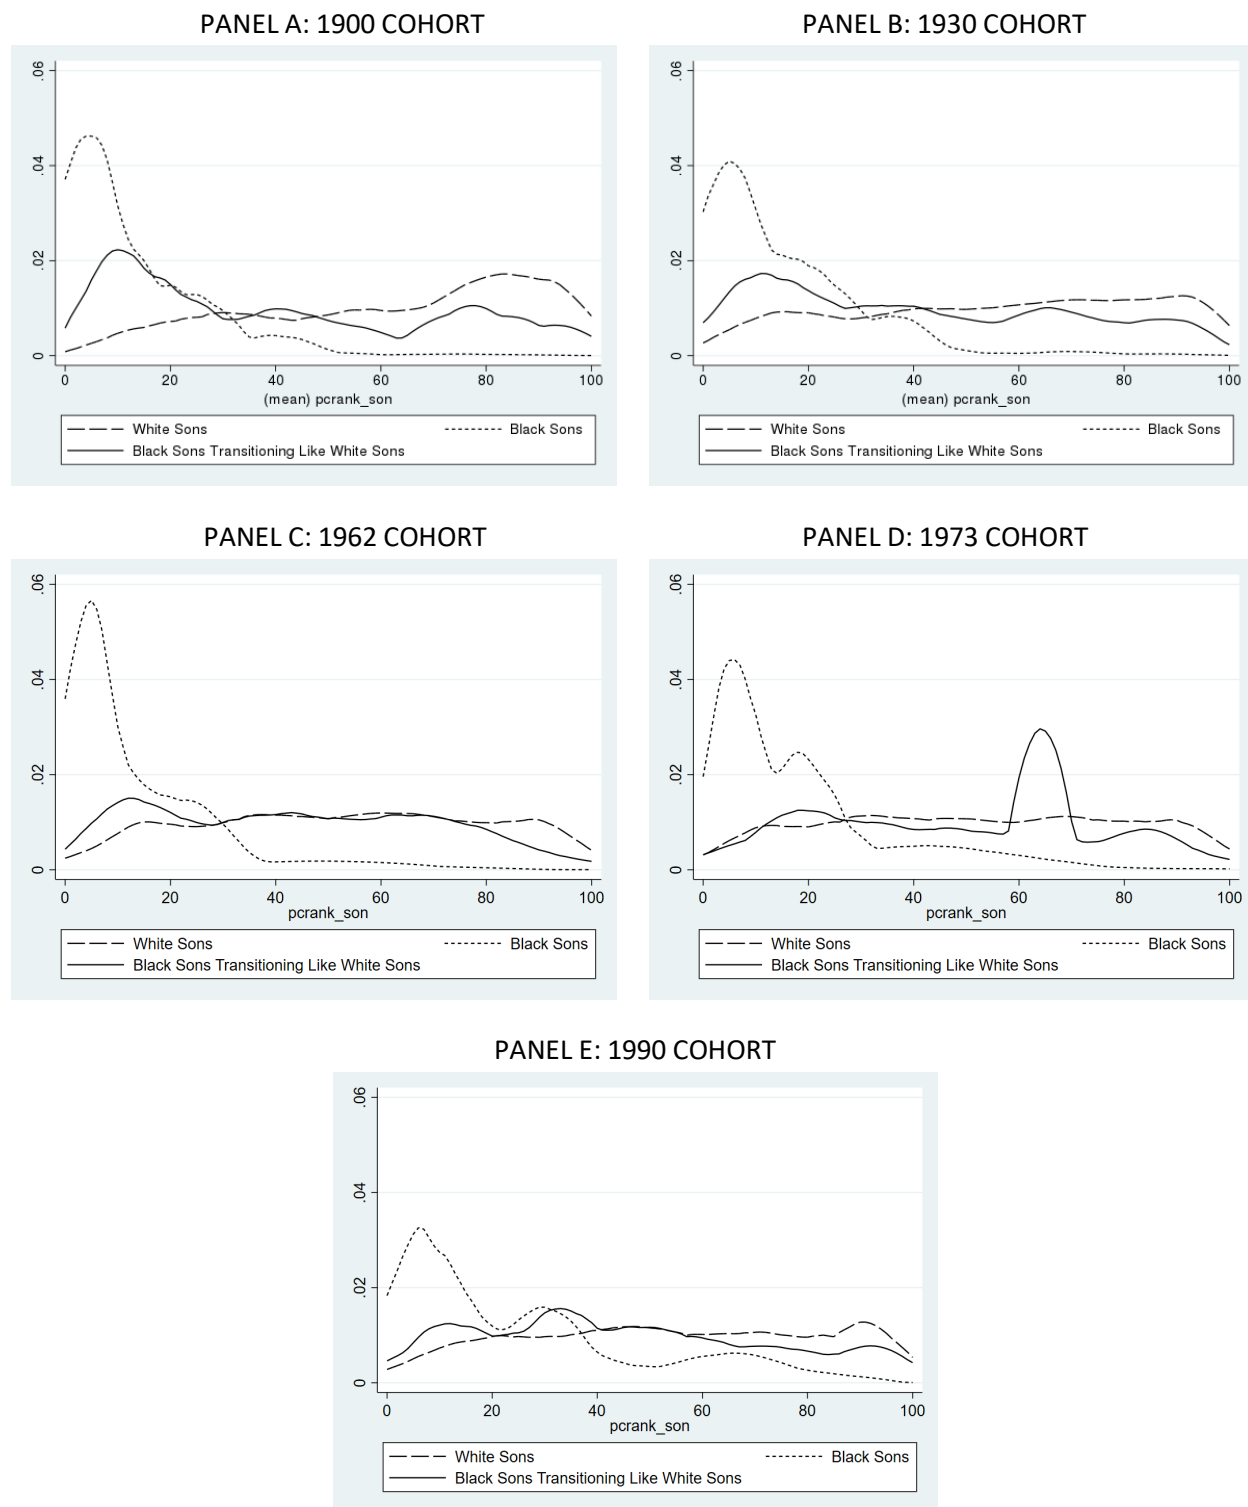 PANEL A: 1900 COHORT
.06
.04
.02
0
0 20 40 60 80 100
(mean) pcrank_son
White Sons Black Sons
Black Sons Transitioning Like White Sons
PANEL B: 1930 COHORT
.06
.04
.02
0
0 20 40 60 80 100
(mean) pcrank_son
White Sons Black Sons
Black Sons Transitioning Like White Sons
PANEL C: 1962 COHORT
.06
.04
.02
0
0 20 40 60 80 100
pcrank_son
White Sons Black Sons
Black Sons Transitioning Like White Sons
PANEL D: 1973 COHORT
.06
.04
.02
0
0 20 40 60 80 100
pcrank_son
White Sons Black Sons
Black Sons Transitioning Like White Sons
PANEL E: 1990 COHORT
.06
.04
.02
0
0 20 40 60 80 100
pcrank_son
White Sons Black Sons
Black Sons Transitioning Like White Sons